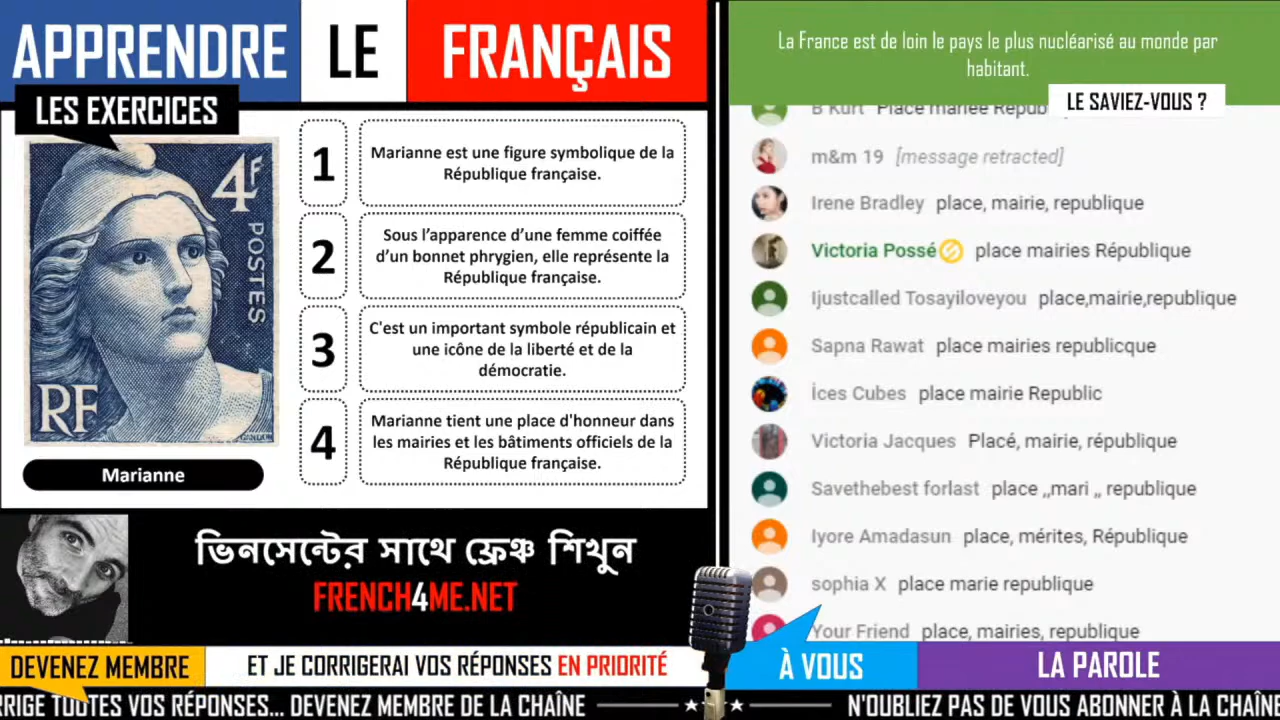 APPRENDRE LE FRANÇAIS
LES EXERCICES
4F
POSTES
RF
Marianne
1
Marianne est une figure symbolique de la
République française.
2
Sous l'apparence d'une femme coiffée
d'un bonnet phrygien, elle représente la
République française.
3
C'est un important symbole républicain et
une icône de la liberté et de la
démocratie.
4
Marianne tient une place d'honneur dans
les mairies et les bâtiments officiels de la
République française.
ভিনসেন্টের সাথে ফ্রেঞ্চ শিখুন
FRENCH4ME.NET
DEVENEZ MEMBRE
ET JE CORRIGERAI VOS RÉPONSES EN PRIORITÉ
La France est de loin le pays le plus nucléarisé au monde par
habitant.
LE SAVIEZ-VOUS ?
B Kurt Place mariée Répub
m&m 19 [message retracted]
Irene Bradley place, mairie, republique
Victoria Possé place mairies République
Ijustcalled Tosayiloveyou place,mairie,republique
Sapna Rawat place mairies republicque
İces Cubes place mairie Republic
Victoria Jacques Placé, mairie, république
Savethebest forlast place ,,mari ,, republique
Iyore Amadasun place, mérites, République
sophia X place marie republique
Your Friend place, mairies, republique
À VOUS
LA PAROLE
RRIGE TOUTES VOS RÉPONSES... DEVENEZ MEMBRE DE LA CHAÎNE
N'OUBLIEZ PAS DE VOUS ABONNER À LA CHAÎNE